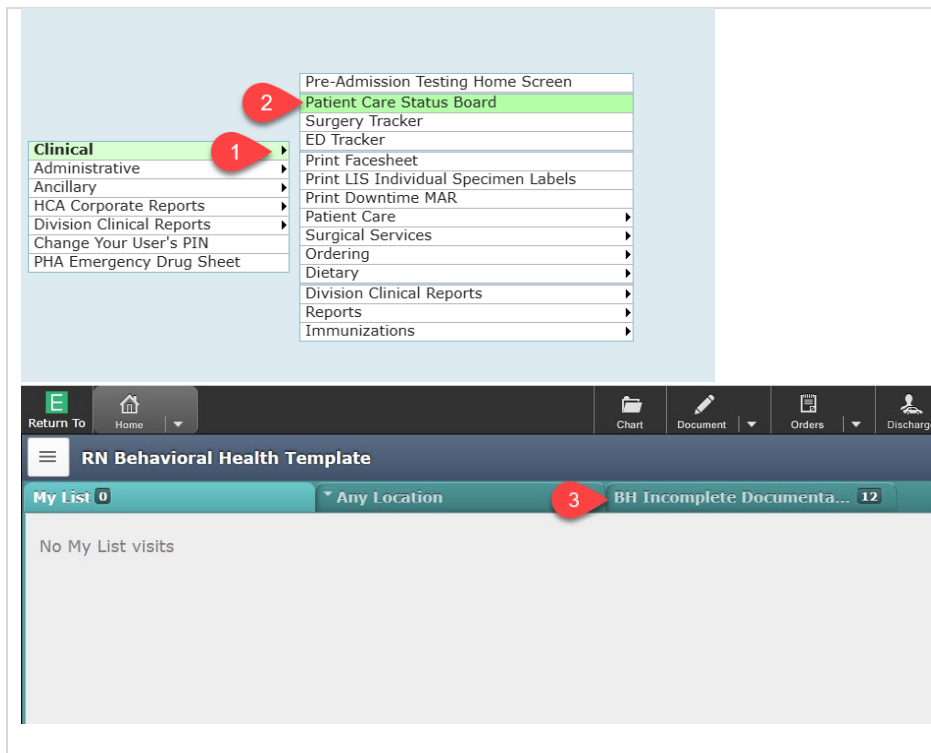 Pre-Admission Testing Home Screen
2
Patient Care Status Board
Surgery Tracker
ED Tracker
Clinical
1
Print Facesheet
Administrative
Print LIS Individual Specimen Labels
Ancillary
Print Downtime MAR
HCA Corporate Reports
Patient Care
Division Clinical Reports
Surgical Services
Change Your User's PIN
Ordering
PHA Emergency Drug Sheet
Dietary
Division Clinical Reports
Reports
Immunizations
E
Return To
Home
Chart
Document
Orders
Discharg
RN Behavioral Health Template
My List 0
Any Location
3
BH Incomplete Documenta... 12
No My List visits